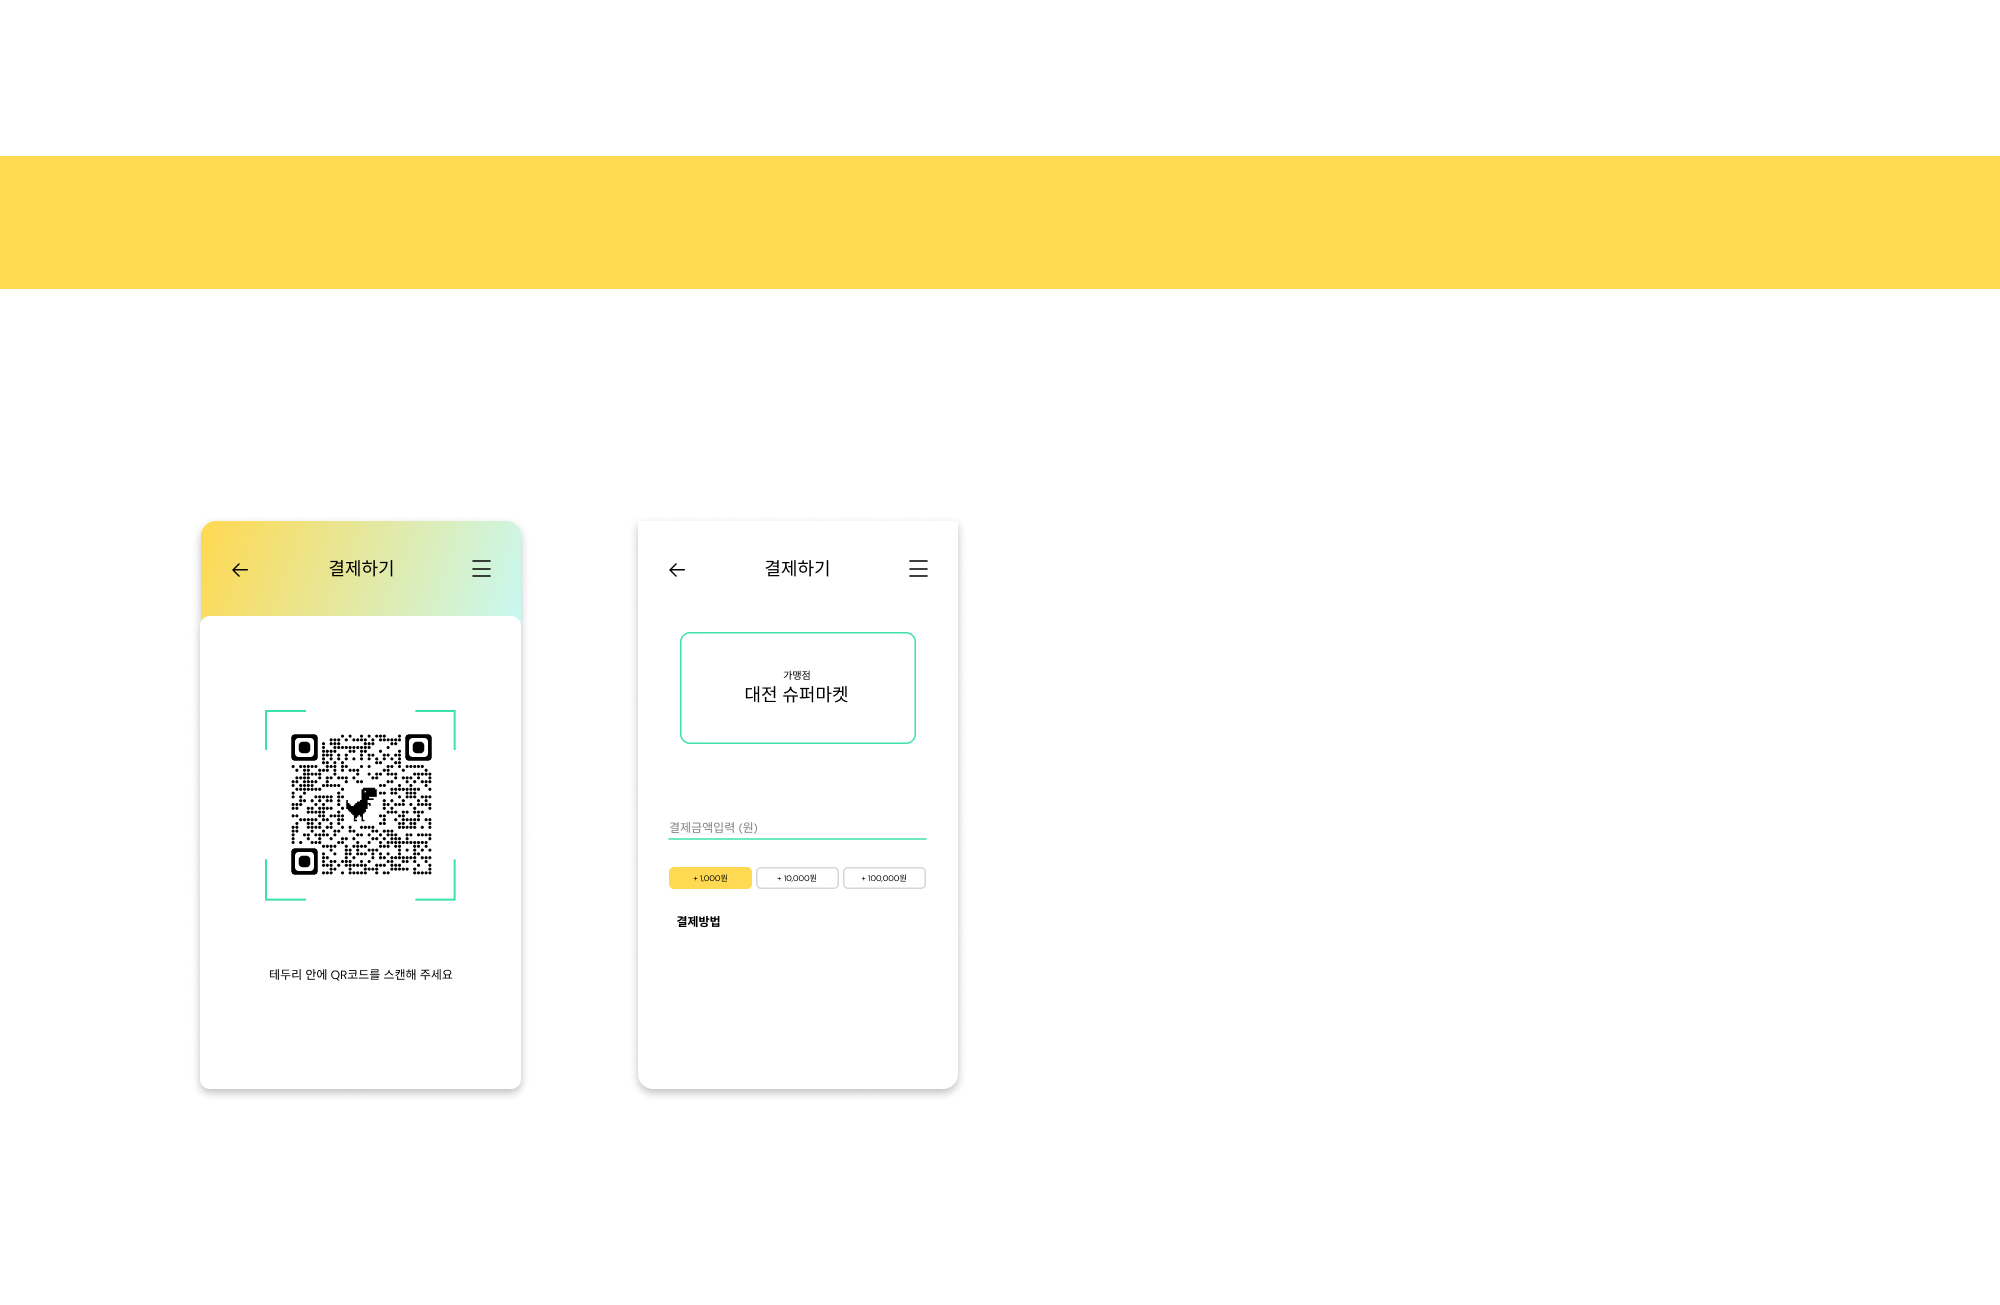 결제하기
테두리 안에 QR코드를 스캔해 주세요
결제하기
가맹점
대전 슈퍼마켓
결제금액입력 (원)
+ 1,000원
+ 10,000원
+ 100,000원
결제방법